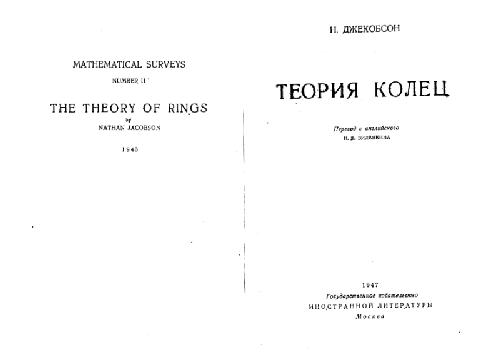 MATHEMATICAL SURVEYS
NUMBER II
THE THEORY OF RINGS
by
NATHAN JACOBSON
1943
Н. ДЖЕКОБСОН
ТЕОРИЯ КОЛЕЦ
Перевод с английского
1947
Государственное издательство
ИНОСТРАННОЙ ЛИТЕРАТУРЫ
Москва